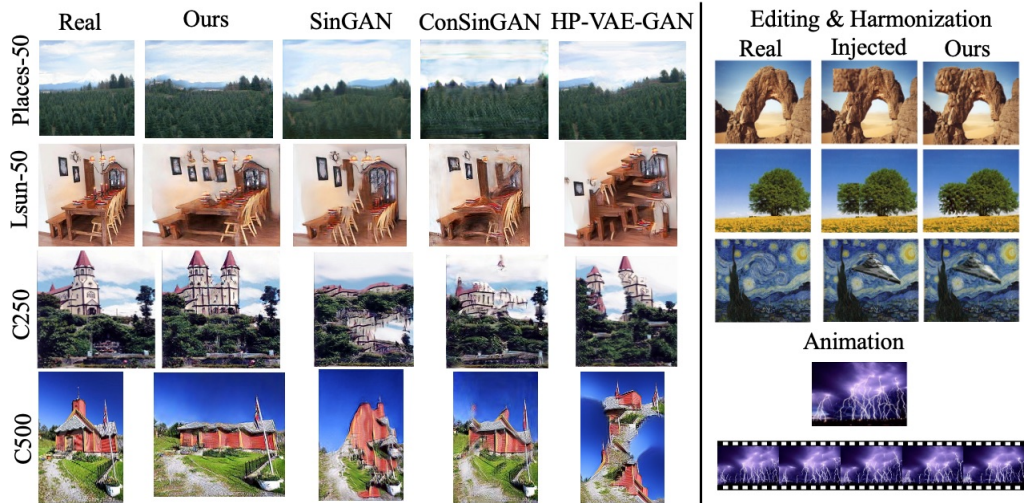 Real Ours SinGAN ConSinGAN HP-VAE-GAN
Places-50
Lsun-50
C250
C500
Editing & Harmonization
Real Injected Ours
Animation